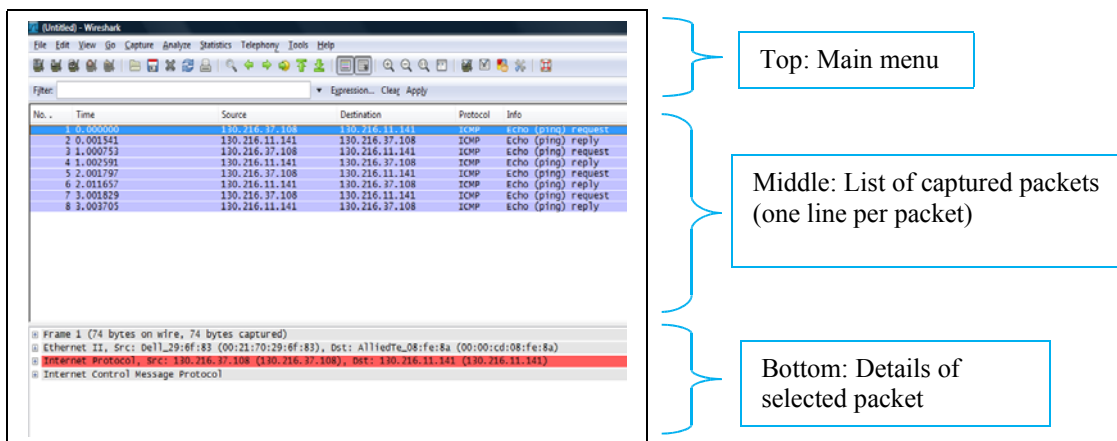 (Untitled) - Wireshark
File Edit View Go Capture Analyze Statistics Telephony Tools Help
Filter: Expression... Clear Apply
No. . Time Source Destination Protocol Info
1 0.000000 130.216.37.108 130.216.11.141 ICMP Echo (ping) request
2 0.001541 130.216.11.141 130.216.37.108 ICMP Echo (ping) reply
3 1.000753 130.216.37.108 130.216.11.141 ICMP Echo (ping) request
4 1.002591 130.216.11.141 130.216.37.108 ICMP Echo (ping) reply
5 2.001797 130.216.37.108 130.216.11.141 ICMP Echo (ping) request
6 2.011657 130.216.11.141 130.216.37.108 ICMP Echo (ping) reply
7 3.001829 130.216.37.108 130.216.11.141 ICMP Echo (ping) request
8 3.003705 130.216.11.141 130.216.37.108 ICMP Echo (ping) reply
Frame 1 (74 bytes on wire, 74 bytes captured)
Ethernet II, Src: Dell_29:6f:83 (00:21:70:29:6f:83), Dst: AlliedTe_08:fe:8a (00:00:cd:08:fe:8a)
Internet Protocol, Src: 130.216.37.108 (130.216.37.108), Dst: 130.216.11.141 (130.216.11.141)
Internet Control Message Protocol
Top: Main menu
Middle: List of captured packets
(one line per packet)
Bottom: Details of
selected packet